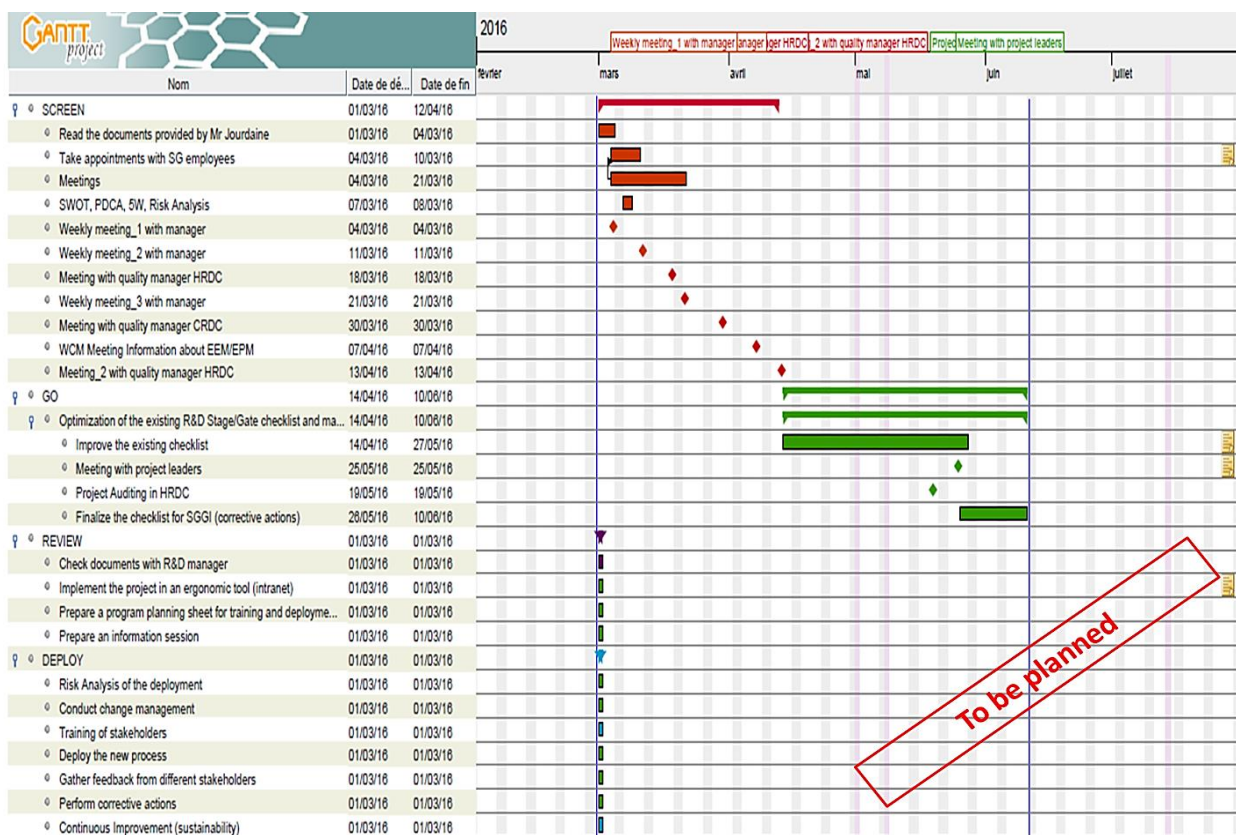 GANTT project
2016
Weekly meeting_1 with manager anager ger HRDC _2 with quality manager HRDC Projec Meeting with project leaders
Nom Date de dé... Date de fin février mars avril mai juin juillet
SCREEN 01/03/16 12/04/16
Read the documents provided by Mr Jourdaine 01/03/16 04/03/16
Take appointments with SG employees 04/03/16 10/03/16
Meetings 04/03/16 21/03/16
SWOT, PDCA, 5W, Risk Analysis 07/03/16 08/03/16
Weekly meeting_1 with manager 04/03/16 04/03/16
Weekly meeting_2 with manager 11/03/16 11/03/16
Meeting with quality manager HRDC 18/03/16 18/03/16
Weekly meeting_3 with manager 21/03/16 21/03/16
Meeting with quality manager CRDC 30/03/16 30/03/16
WCM Meeting Information about EEM/EPM 07/04/16 07/04/16
Meeting_2 with quality manager HRDC 13/04/16 13/04/16
GO 14/04/16 10/06/16
Optimization of the existing R&D Stage/Gate checklist and ma... 14/04/16 10/06/16
Improve the existing checklist 14/04/16 27/05/16
Meeting with project leaders 25/05/16 25/05/16
Project Auditing in HRDC 19/05/16 19/05/16
Finalize the checklist for SGGI (corrective actions) 26/05/16 10/06/16
REVIEW 01/03/16 01/03/16
Check documents with R&D manager 01/03/16 01/03/16
Implement the project in an ergonomic tool (intranet) 01/03/16 01/03/16
Prepare a program planning sheet for training and deployme... 01/03/16 01/03/16
Prepare an information session 01/03/16 01/03/16
DEPLOY 01/03/16 01/03/16
Risk Analysis of the deployment 01/03/16 01/03/16
Conduct change management 01/03/16 01/03/16
Training of stakeholders 01/03/16 01/03/16
Deploy the new process 01/03/16 01/03/16
Gather feedback from different stakeholders 01/03/16 01/03/16
Perform corrective actions 01/03/16 01/03/16
Continuous Improvement (sustainability) 01/03/16 01/03/16
To be planned